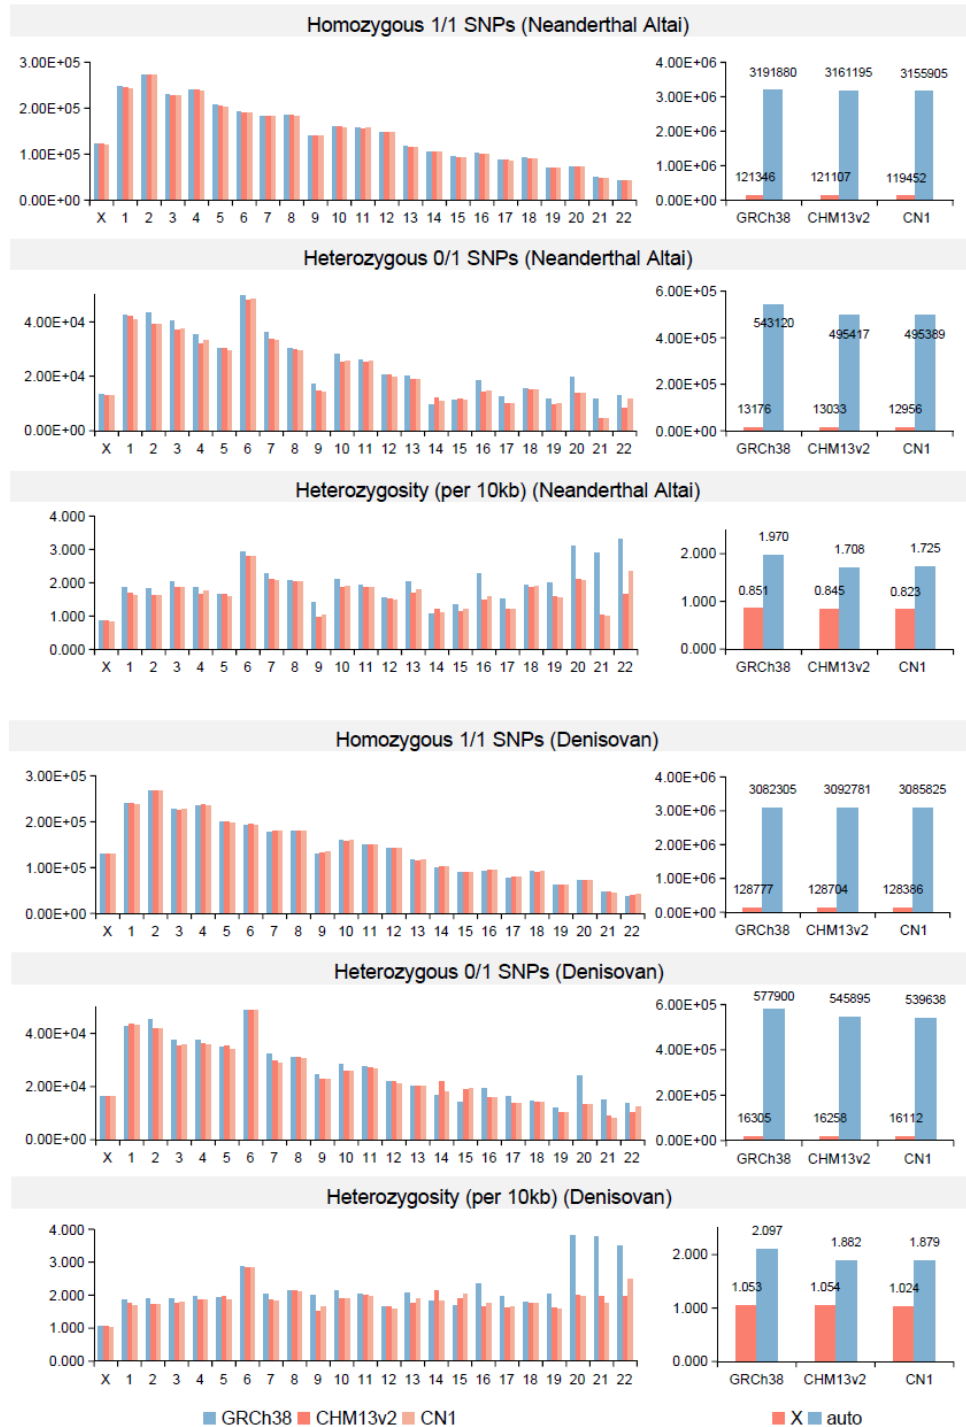 Homozygous 1/1 SNPs (Neanderthal Altai)
3.00E+05
2.00E+05
1.00E+05
0.00E+00
X 1 2 3 4 5 6 7 8 9 10 11 12 13 14 15 16 17 18 19 20 21 22
4.00E+06
3.00E+06
2.00E+06
1.00E+06
0.00E+00
3191880 3161195 3155905
121346 121107 119452
GRCh38 CHM13v2 CN1
Heterozygous 0/1 SNPs (Neanderthal Altai)
4.00E+04
2.00E+04
0.00E+00
X 1 2 3 4 5 6 7 8 9 10 11 12 13 14 15 16 17 18 19 20 21 22
6.00E+05
4.00E+05
2.00E+05
0.00E+00
543120 495417 495389
13176 13033 12956
GRCh38 CHM13v2 CN1
Heterozygosity (per 10kb) (Neanderthal Altai)
4.000
3.000
2.000
1.000
0.000
X 1 2 3 4 5 6 7 8 9 10 11 12 13 14 15 16 17 18 19 20 21 22
2.000
1.000
0.000
1.970 1.708 1.725
0.851 0.845 0.823
GRCh38 CHM13v2 CN1
Homozygous 1/1 SNPs (Denisovan)
3.00E+05
2.00E+05
1.00E+05
0.00E+00
X 1 2 3 4 5 6 7 8 9 10 11 12 13 14 15 16 17 18 19 20 21 22
4.00E+06
3.00E+06
2.00E+06
1.00E+06
0.00E+00
3082305 3092781 3085825
128777 128704 128386
GRCh38 CHM13v2 CN1
Heterozygous 0/1 SNPs (Denisovan)
4.00E+04
2.00E+04
0.00E+00
X 1 2 3 4 5 6 7 8 9 10 11 12 13 14 15 16 17 18 19 20 21 22
6.00E+05
4.00E+05
2.00E+05
0.00E+00
577900 545895 539638
16305 16258 16112
GRCh38 CHM13v2 CN1
Heterozygosity (per 10kb) (Denisovan)
4.000
3.000
2.000
1.000
0.000
X 1 2 3 4 5 6 7 8 9 10 11 12 13 14 15 16 17 18 19 20 21 22
2.000
1.000
0.000
2.097 1.882 1.879
1.053 1.054 1.024
GRCh38 CHM13v2 CN1
GRCh38 CHM13v2 CN1
X auto